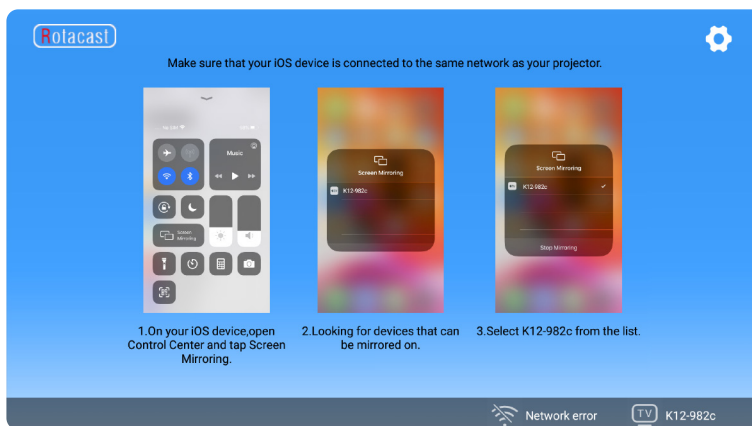 Rotacast
Make sure that your iOS device is connected to the same network as your projector.
Music
Screen
Mirroring
Screen Mirroring
K12-982c
Screen Mirroring
K12-982c
Stop Mirroring
1.On your iOS device,open
Control Center and tap Screen
Mirroring.
2.Looking for devices that can
be mirrored on.
3.Select K12-982c from the list.
Network error
TV
K12-982c